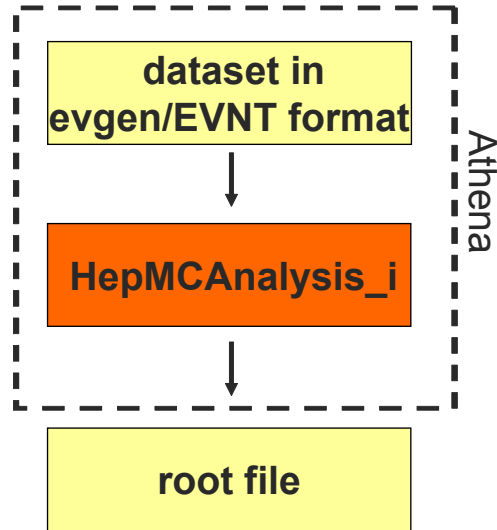 dataset in
evgen/EVNT format
Athena
HepMCAnalysis_i
root file